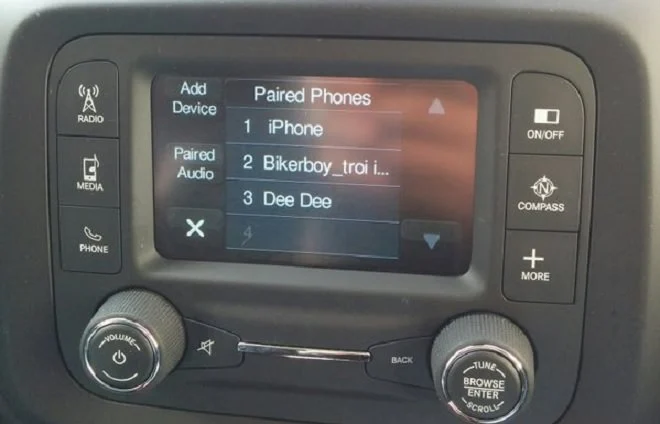 RADIO
MEDIA
PHONE
Add
Device
Paired
Audio
X
Paired Phones
1 iPhone
2 Bikerboy_troi i...
3 Dee Dee
4
ON/OFF
N
COMPASS
MORE
VOLUME
BACK
TUNE
BROWSE
ENTER
SCROLL